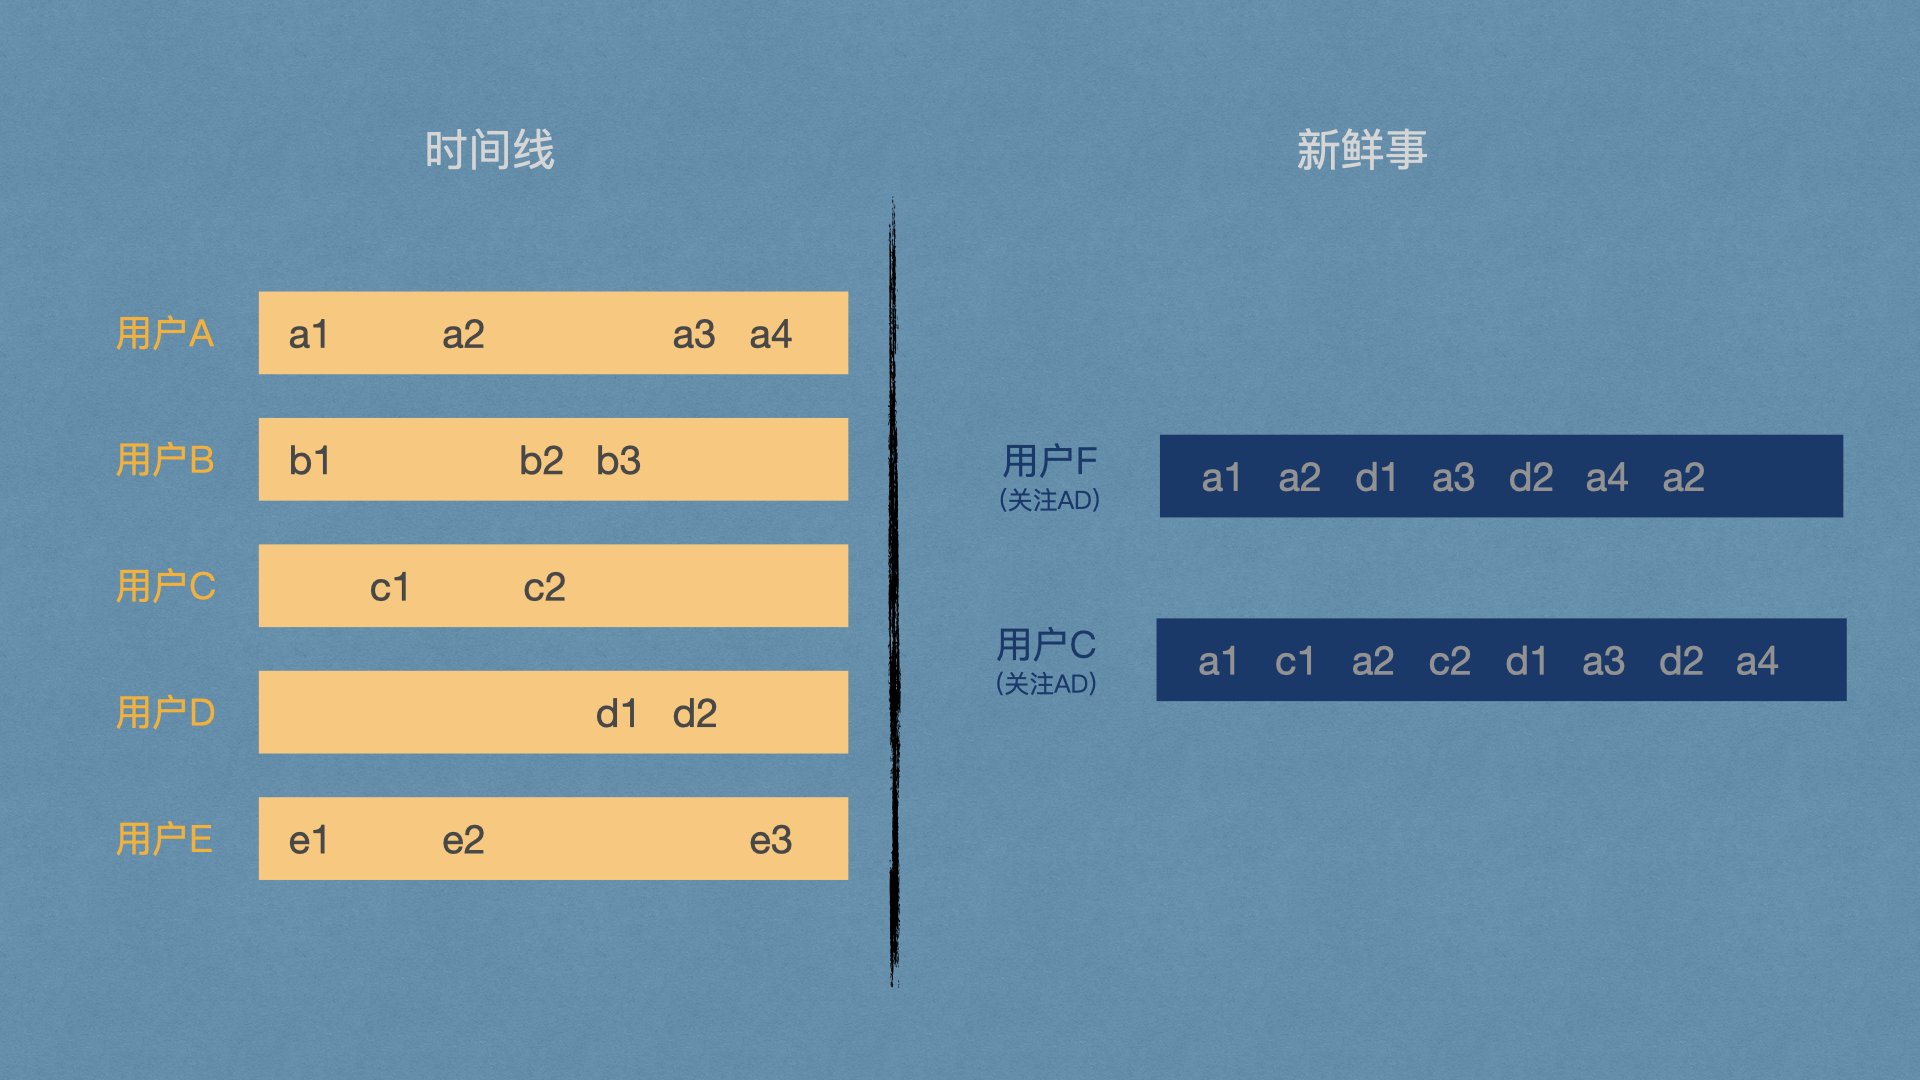 时间线
用户A a1 a2 a3 a4
用户B b1 b2 b3
用户C c1 c2
用户D d1 d2
用户E e1 e2 e3
新鲜事
用户F a1 a2 d1 a3 d2 a4 a2
(关注AD)
用户C a1 c1 a2 c2 d1 a3 d2 a4
(关注AD)